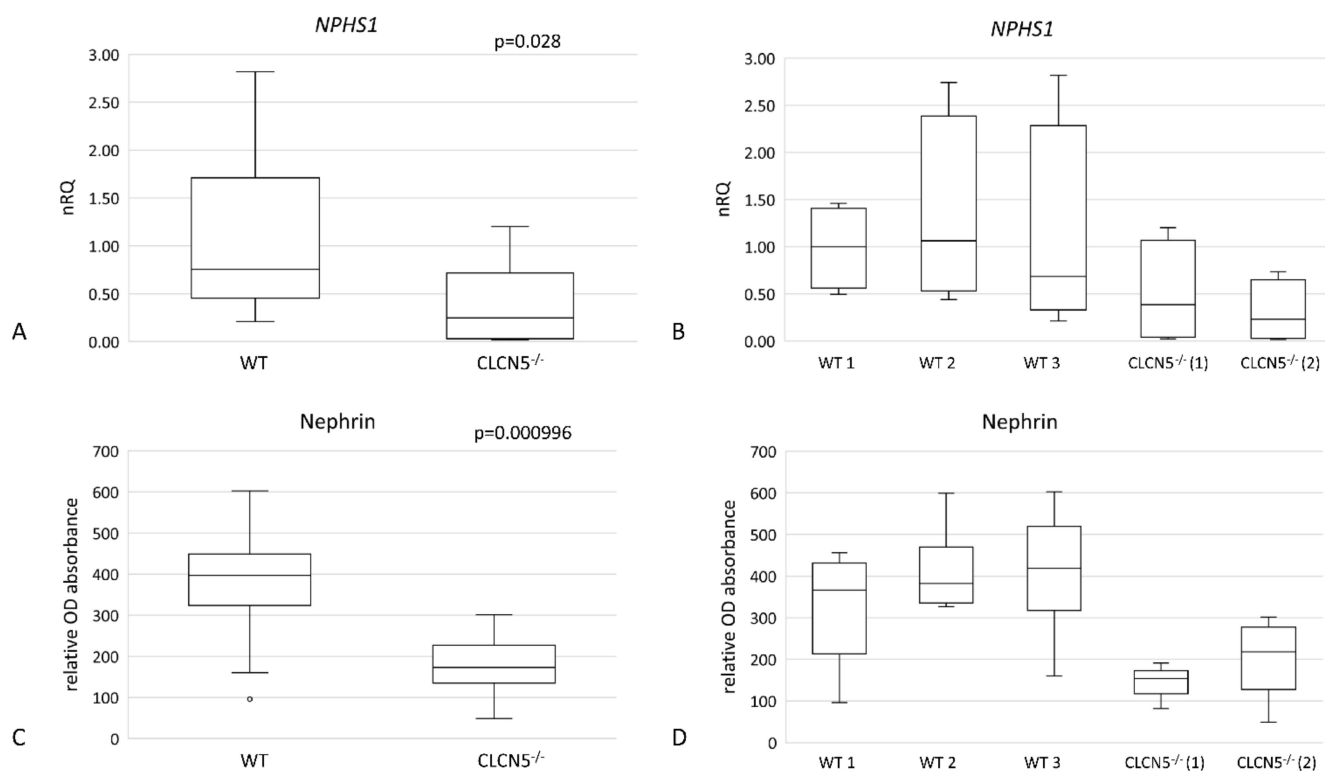 NPHS1
p=0.028
3.00
2.50
2.00
1.50
1.00
0.50
0.00
nRQ
A
WT
CLCN5-/-
NPHS1
3.00
2.50
2.00
1.50
1.00
0.50
0.00
nRQ
B
WT 1
WT 2
WT 3
CLCN5-/- (1)
CLCN5-/- (2)
Nephrin
p=0.000996
700
600
500
400
300
200
100
0
relative OD absorbance
C
WT
CLCN5-/-
Nephrin
700
600
500
400
300
200
100
0
relative OD absorbance
D
WT 1
WT 2
WT 3
CLCN5-/- (1)
CLCN5-/- (2)